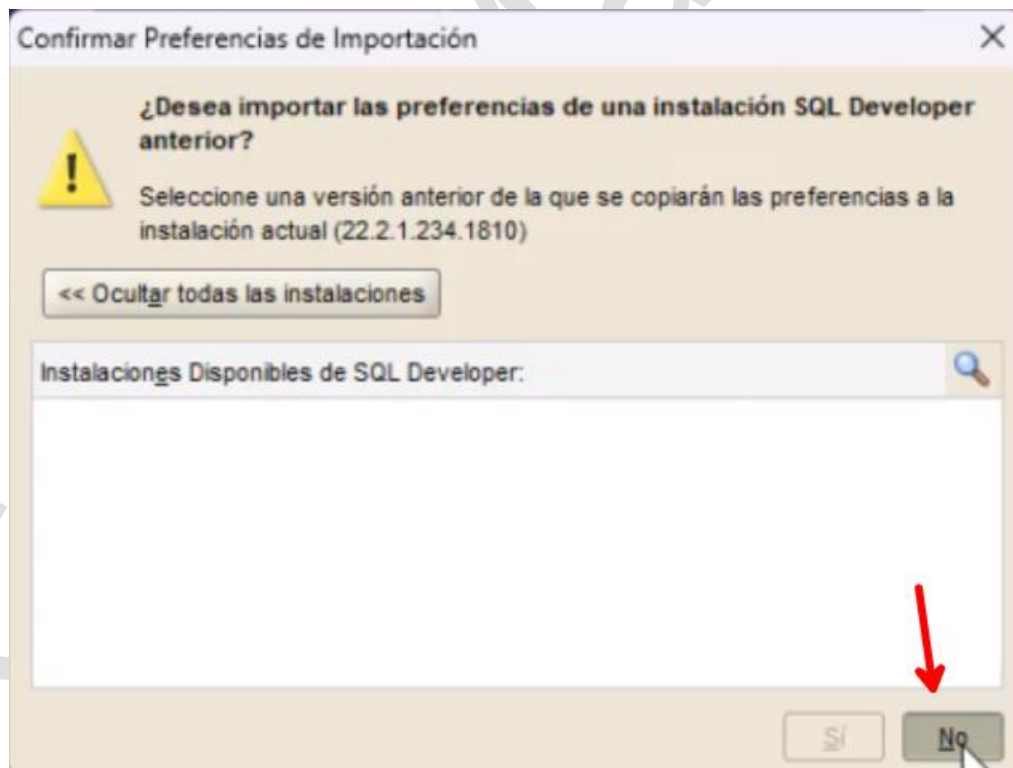 Confirmar Preferencias de Importación
¿Desea importar las preferencias de una instalación SQL Developer
anterior?
Seleccione una versión anterior de la que se copiarán las preferencias a la
instalación actual (22.2.1.234.1810)
<< Ocultar todas las instalaciones
Instalaciones Disponibles de SQL Developer:
Sí
No